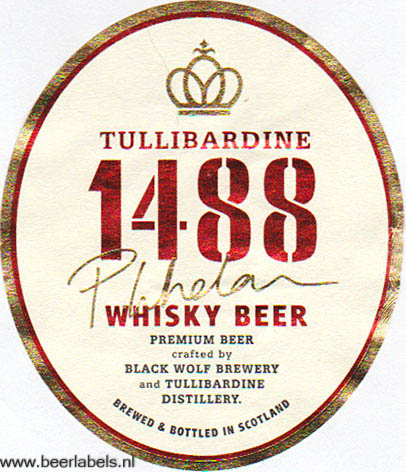 TULLIBARDINE
1488
WHISKY BEER
PREMIUM BEER
crafted by
BLACK WOLF BREWERY
and TULLIBARDINE
DISTILLERY.
BREWED & BOTTLED IN SCOTLAND
www.beerlabels.nl